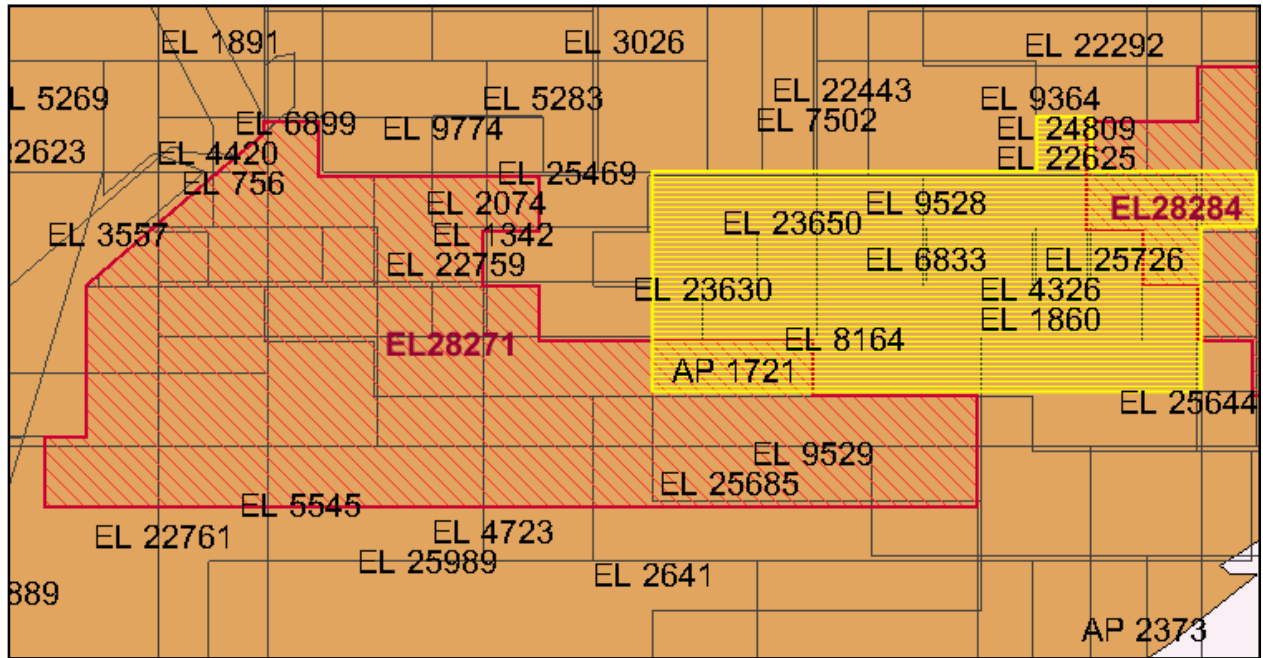 EL 1891
EL 3026
EL 22292
L 5269
EL 5283
EL 22443
EL 9364
EL 6899
EL 9774
EL 7502
EL 24809
22623
EL 4420
EL 22625
EL 756
EL 25469
EL 2074
EL 9528
EL28284
EL 3557
EL 1342
EL 23650
EL 22759
EL 6833
EL 25726
EL 23630
EL 4326
EL 1860
EL28271
EL 8164
AP 1721
EL 25644
EL 9529
EL 25685
EL 5545
EL 22761
EL 4723
EL 25989
EL 2641
889
AP 2373